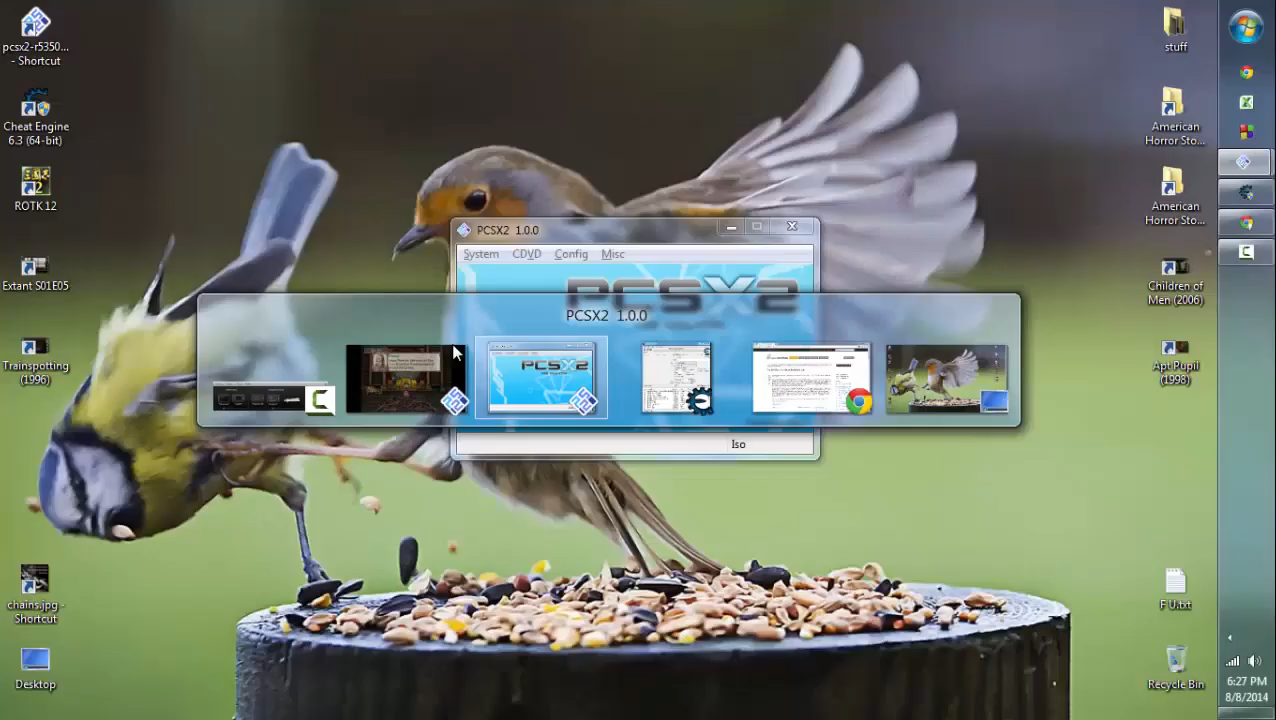 pcsx2-r5350...
- Shortcut
Cheat Engine
6.3 (64-bit)
ROTK 12
Extant S01E05
Trainspotting
(1996)
chains.jpg -
Shortcut
Desktop
PCSX2 1.0.0
System CDVD Config Misc
PCSX2
PCSX2 1.0.0
PCSX2
Iso
stuff
American
Horror Sto...
American
Horror Sto...
Children of
Men (2006)
Apt Pupil
(1998)
F U.txt
Recycle Bin
6:27 PM
8/8/2014